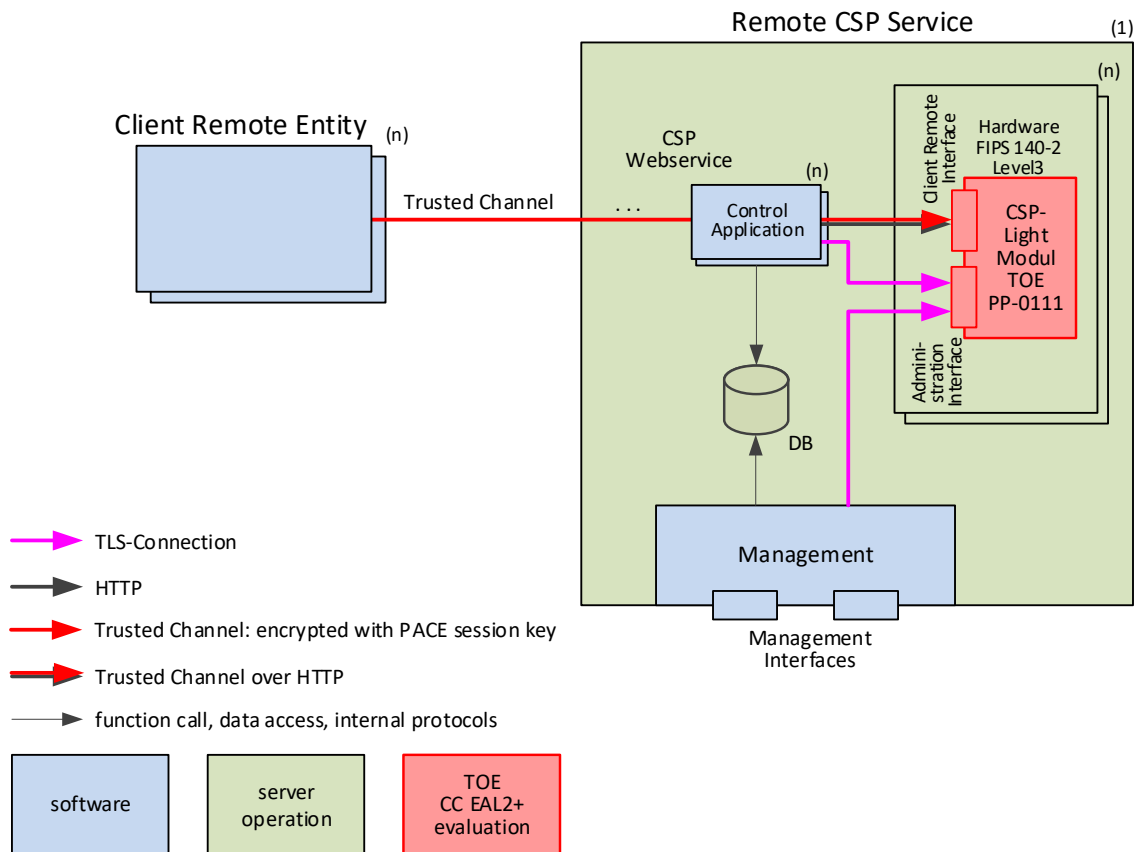 Remote CSP Service
(1)
(n)
Client Remote Entity
(n)
Client Remote
Interface
Hardware
FIPS 140-2
Level3
CSP
Webservice
(n)
Trusted Channel
. . .
Control
Application
CSP-
Light
Modul
TOE
PP-0111
Admini-
stration
Interface
DB
TLS-Connection
Management
HTTP
Trusted Channel: encrypted with PACE session key
Management
Interfaces
Trusted Channel over HTTP
function call, data access, internal protocols
software
server
operation
TOE
CC EAL2+
evaluation